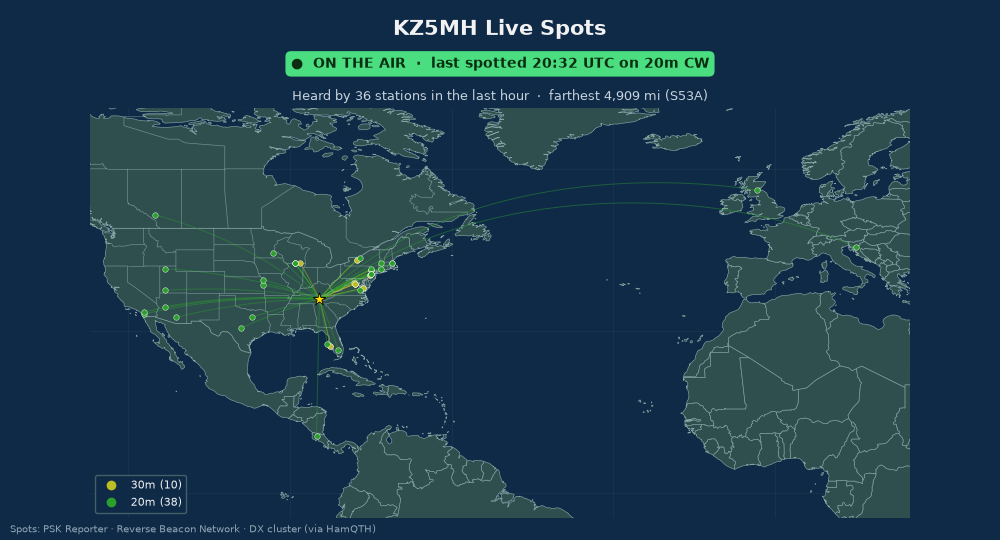 KZ5MH Live Spots
● ON THE AIR · last spotted 20:32 UTC on 20m CW
Heard by 36 stations in the last hour · farthest 4,909 mi (S53A)
30m (10)
20m (38)
Spots: PSK Reporter · Reverse Beacon Network · DX cluster (via HamQTH)